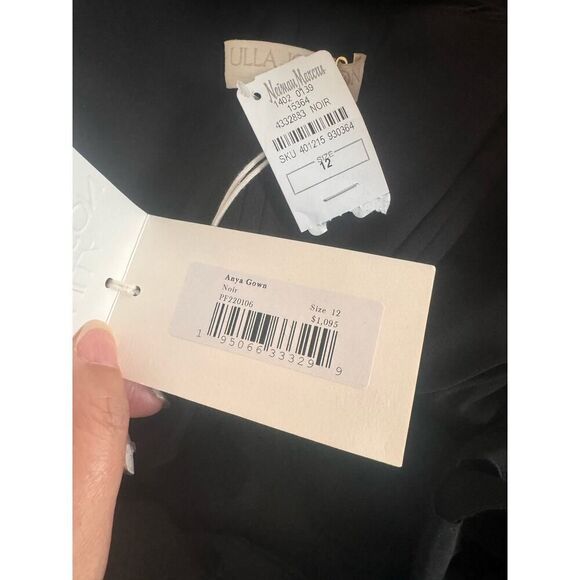 ULLA
Neiman Marcus
1402 0139
15364
4332883 NOIR
SKU 401215 930364
SIZE
12
Anya Gown
Noir
PF220106
Size 12
$1,095
1 95066 33329 9